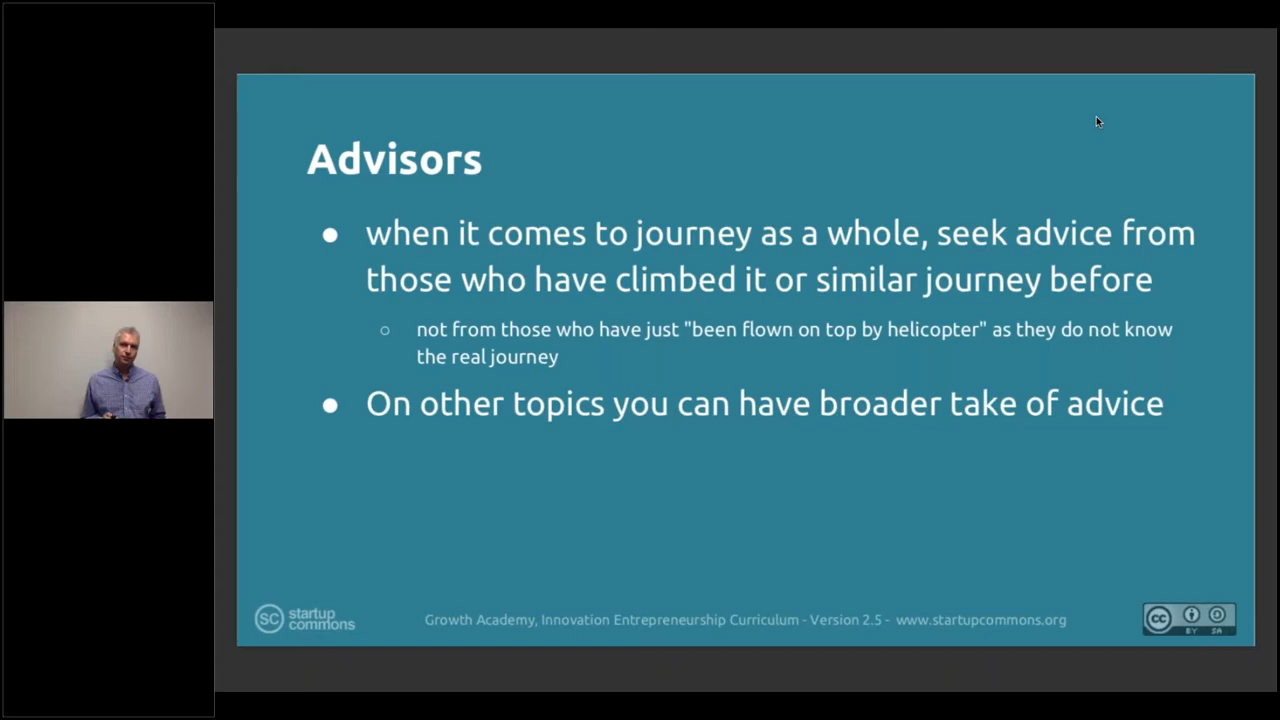 Advisors
● when it comes to journey as a whole, seek advice from
those who have climbed it or similar journey before
○ not from those who have just "been flown on top by helicopter" as they do not know
the real journey
● On other topics you can have broader take of advice
SC startup
commons
Growth Academy, Innovation Entrepreneurship Curriculum - Version 2.5 - www.startupcommons.org
cc
BY SA